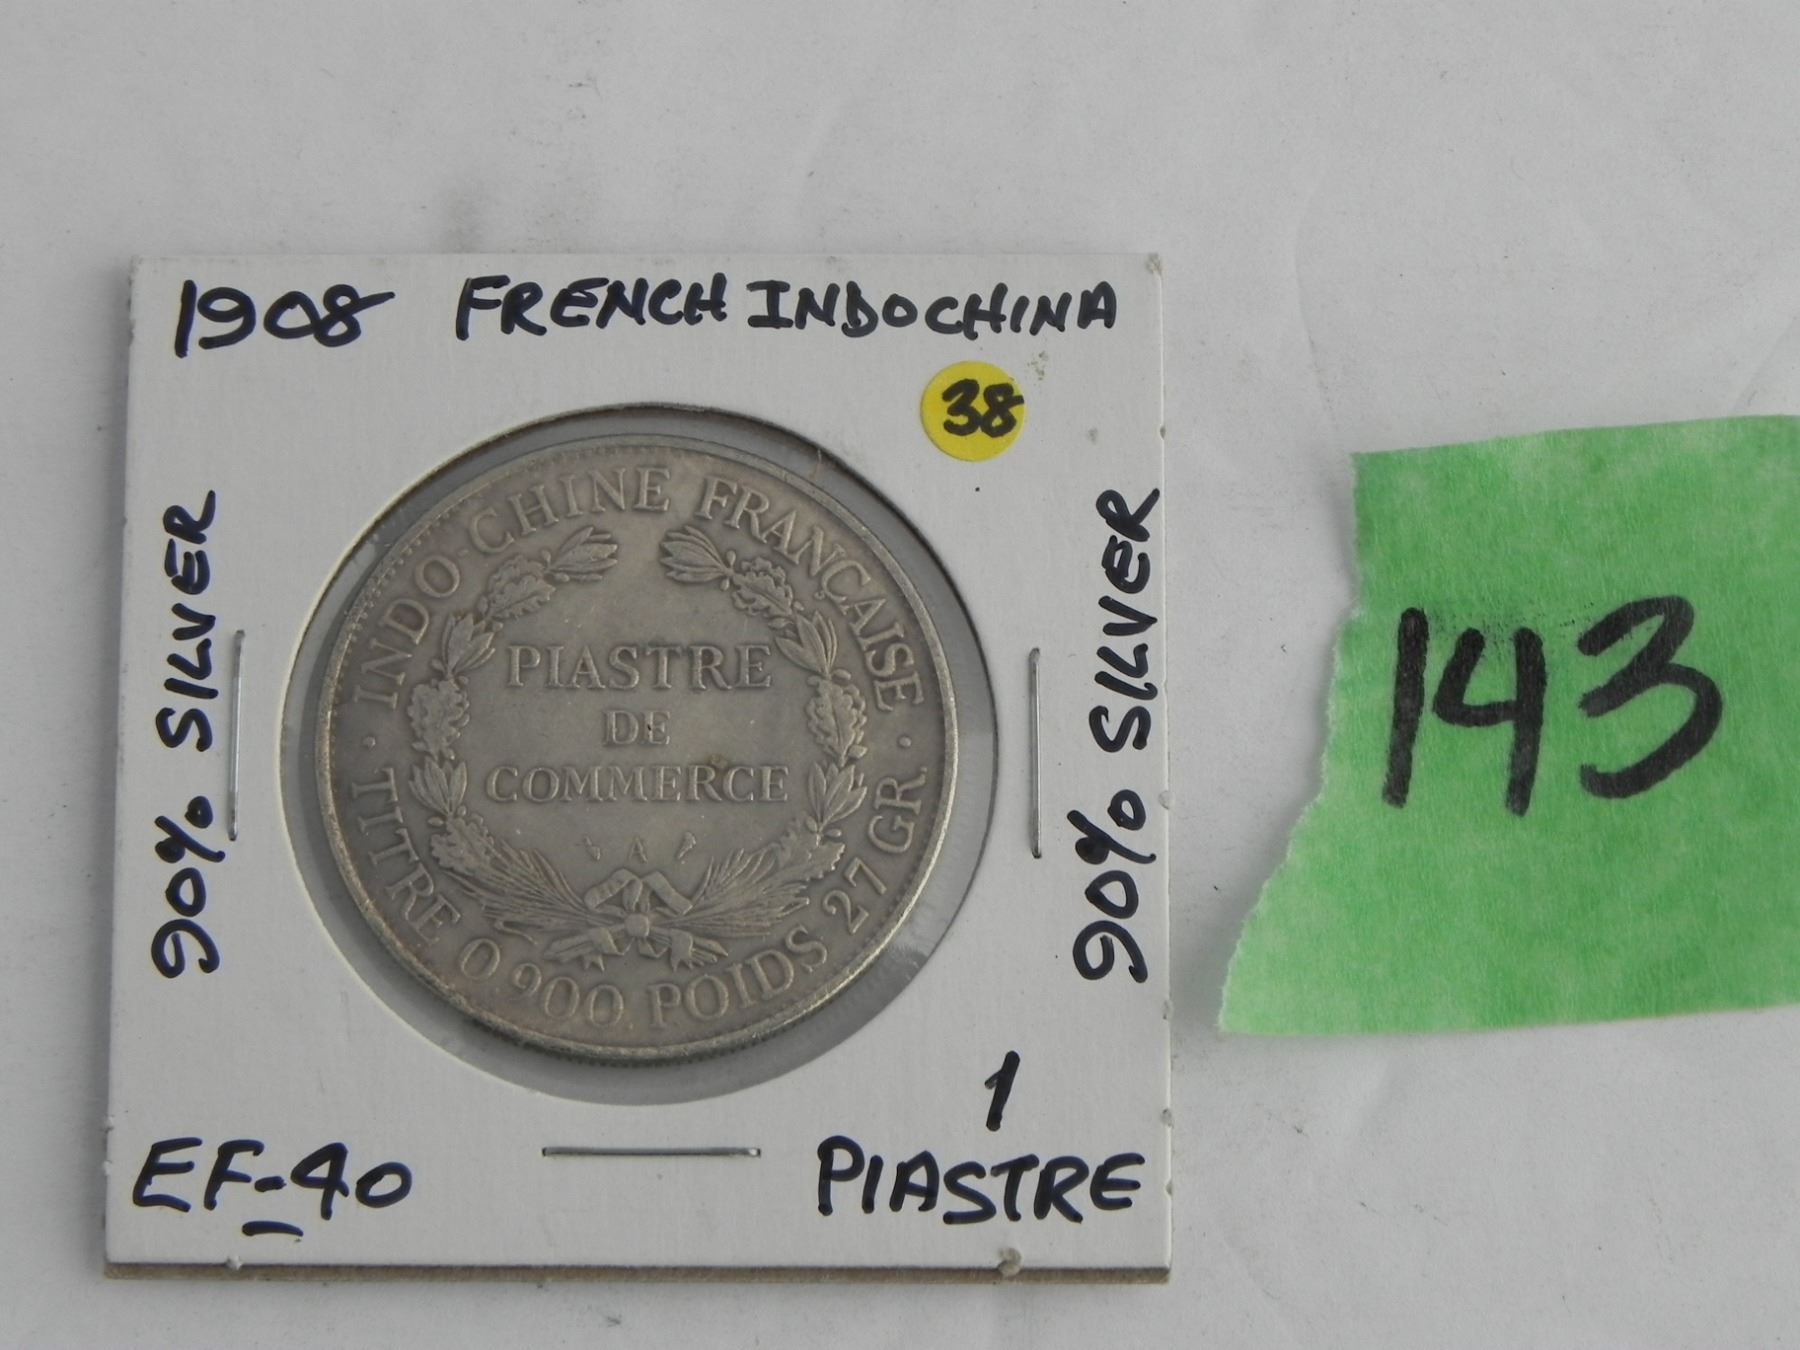 1908 FRENCH INDOCHINA
38
90% SILVER
90% SILVER
INDO-CHINE FRANÇAISE
PIASTRE
DE
COMMERCE
A
· TITRE 0,900 POIDS 27 GR. ·
EF-40
1
PIASTRE
143